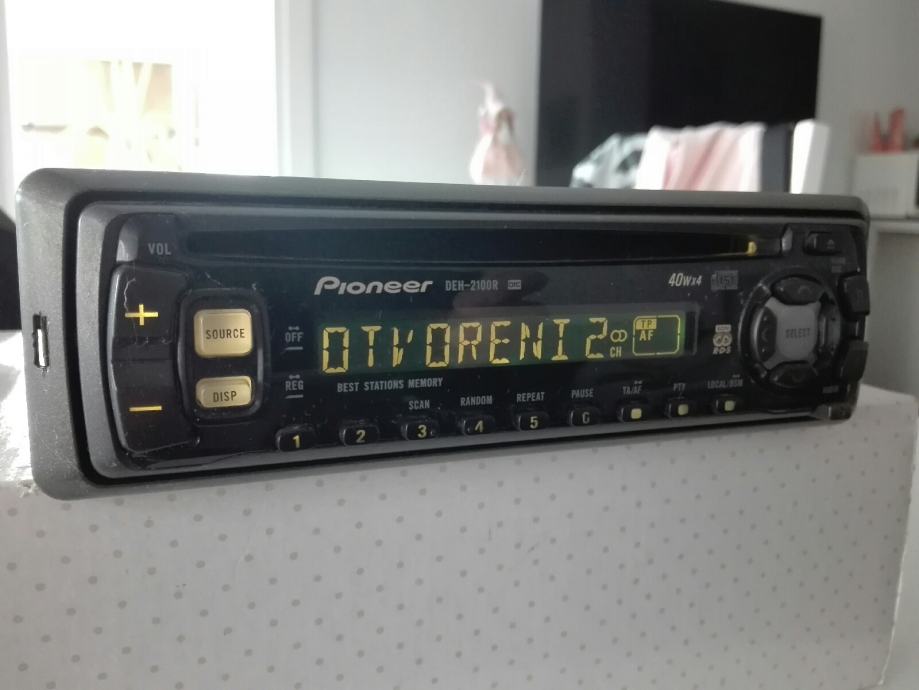 VOL
Pioneer DEH-2100R
40Wx4
+
SOURCE
OFF
OTVORENI 2
CH
TP
AF
RDS
SELECT
DISP
REG
BEST STATIONS MEMORY
SCAN RANDOM REPEAT PAUSE TA/AF PTY LOCAL/BSM
1 2 3 4 5 6